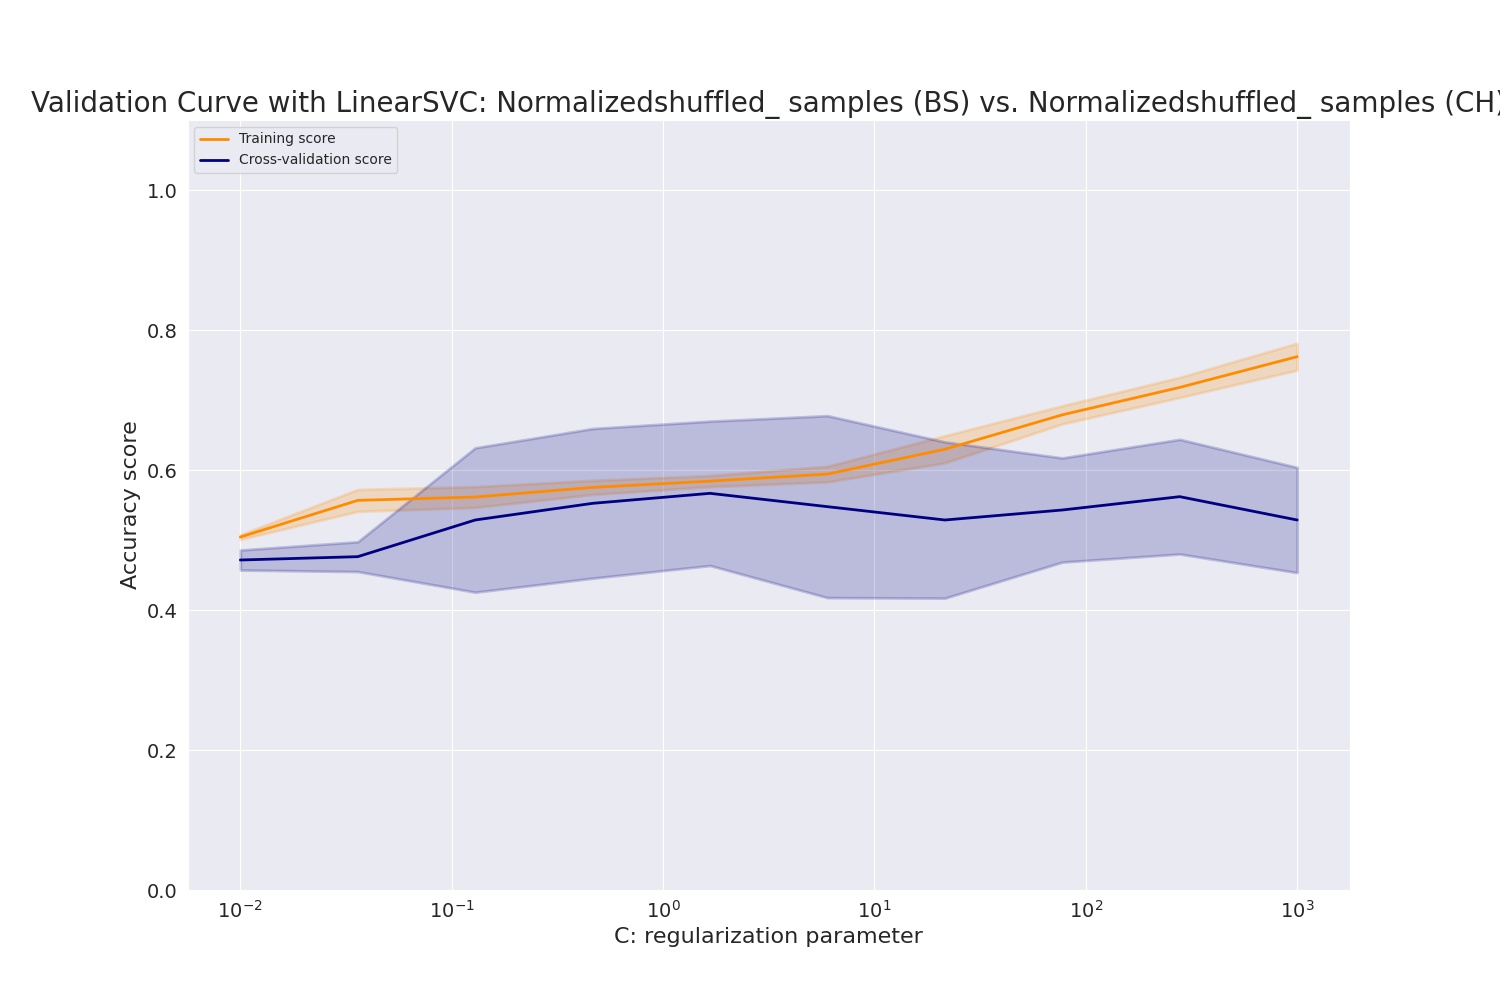 Validation Curve with LinearSVC: Normalizedshuffled_ samples (BS) vs. Normalizedshuffled_ samples (CH)
Training score
Cross-validation score
1.0
0.8
0.6
0.4
0.2
0.0
Accuracy score
10⁻² 10⁻¹ 10⁰ 10¹ 10² 10³
C: regularization parameter